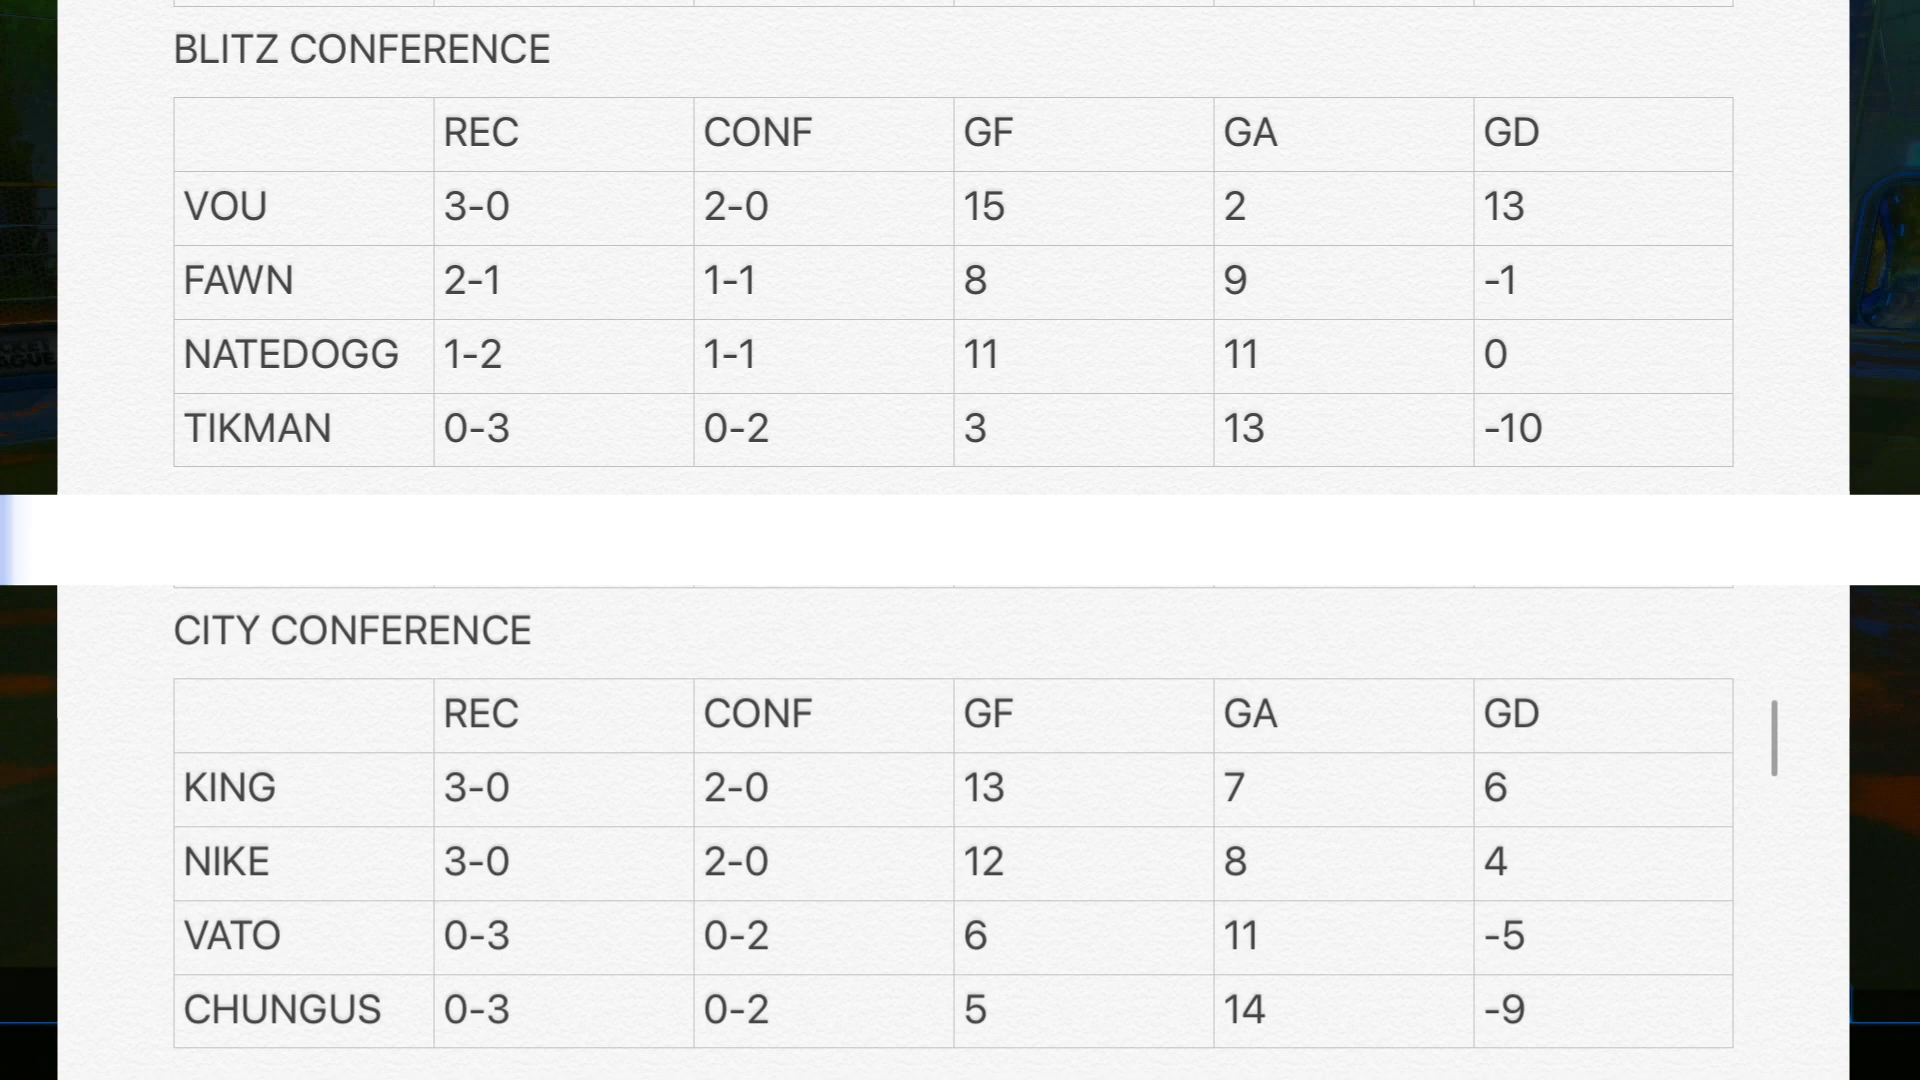 BLITZ CONFERENCE
REC CONF GF GA GD
VOU 3-0 2-0 15 2 13
FAWN 2-1 1-1 8 9 -1
NATEDOGG 1-2 1-1 11 11 0
TIKMAN 0-3 0-2 3 13 -10
CITY CONFERENCE
REC CONF GF GA GD
KING 3-0 2-0 13 7 6
NIKE 3-0 2-0 12 8 4
VATO 0-3 0-2 6 11 -5
CHUNGUS 0-3 0-2 5 14 -9